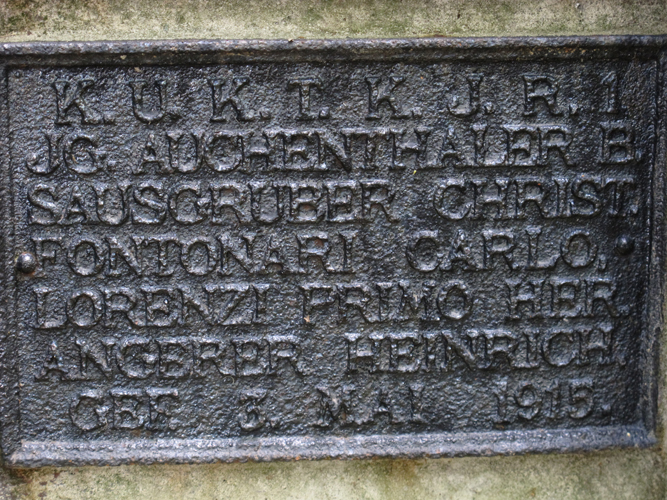 K. U. K. T. K. J. R. 1
JG. AUCHENTHALER B.
SAUSGRUBER CHRIST.
FONTONARI CARLO,
LORENZI PRIMO HER.
ANGERER HEINRICH.
GEF. 3. MAI 1915.